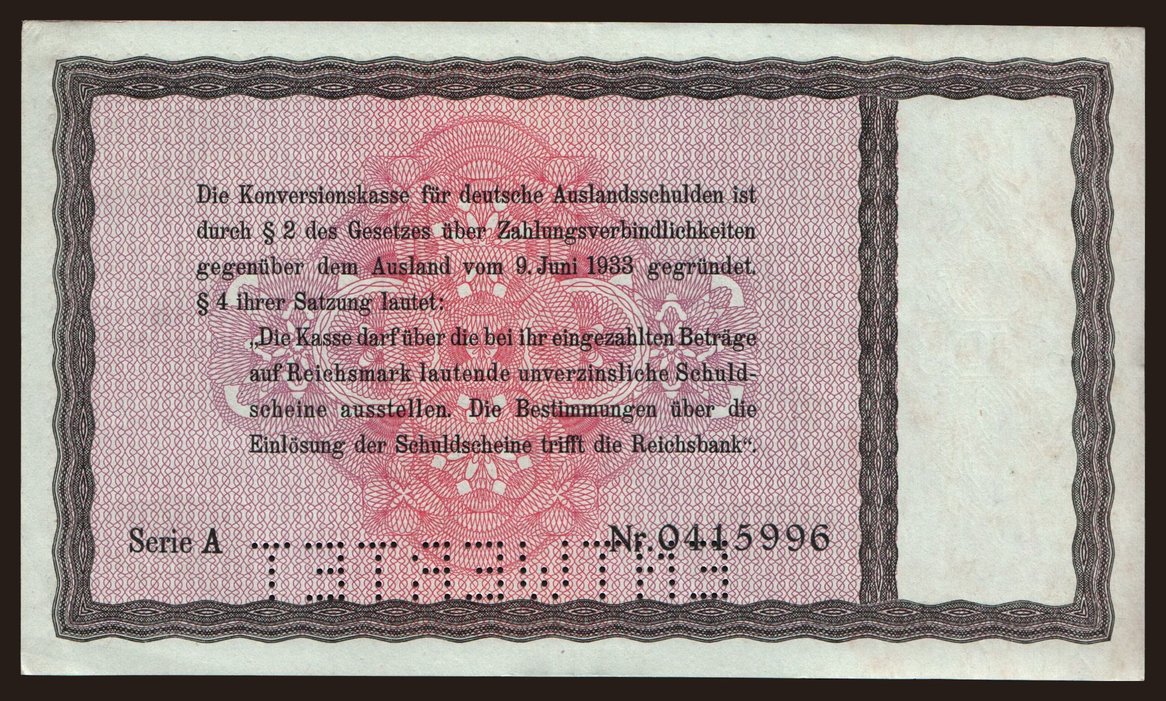 Die Konversionskasse für deutsche Auslandsschulden ist
durch § 2 des Gesetzes über Zahlungsverbindlichkeiten
gegenüber dem Ausland vom 9. Juni 1933 gegründet.
§ 4 ihrer Satzung lautet:
„Die Kasse darf über die bei ihr eingezahlten Beträge
auf Reichsmark lautende unverzinsliche Schuld-
scheine ausstellen. Die Bestimmungen über die
Einlösung der Schuldscheine trifft die Reichsbank“.
Serie A Nr. 0445996
ENTWERTET